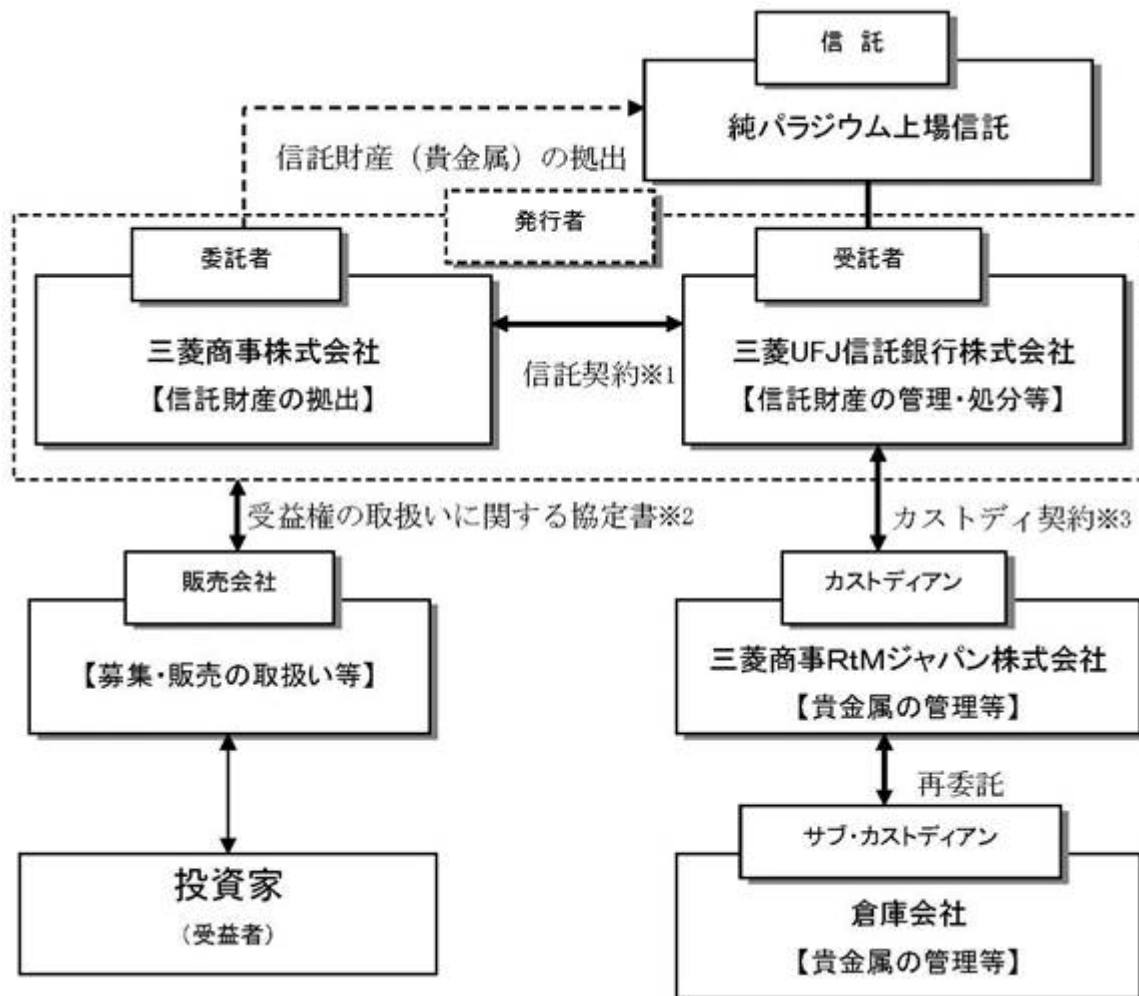 信 託
純パラジウム上場信託
信託財産（貴金属）の拠出
発行者
委託者
三菱商事株式会社
【信託財産の拠出】
信託契約※1
受託者
三菱UFJ信託銀行株式会社
【信託財産の管理・処分等】
受益権の取扱いに関する協定書※2
カストディ契約※3
販売会社
【募集・販売の取扱い等】
カストディアン
三菱商事RtMジャパン株式会社
【貴金属の管理等】
再委託
投資家
（受益者）
サブ・カストディアン
倉庫会社
【貴金属の管理等】